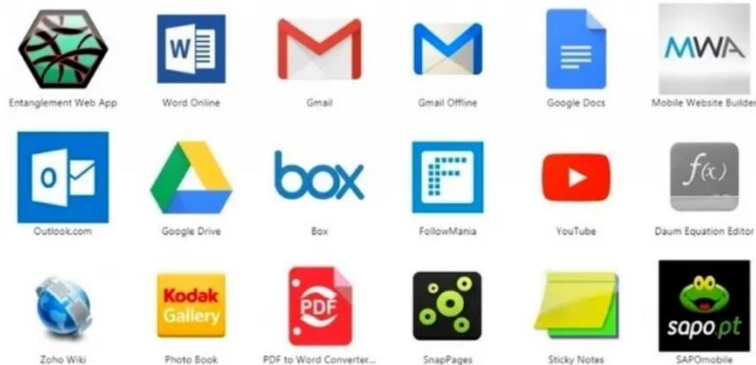 MWA
Entanglement Web App
W
Word Online
Gmail
Gmail Offline
Google Docs
Mobile Website Builder
O
box
F
f(x)
Outlook.com
Google Drive
Box
FollowMania
YouTube
Daum Equation Editor
Kodak
Gallery
PDF
sapo.pt
Zoho Wiki
Photo Book
PDF to Word Converter...
SnapPages
Sticky Notes
SAPOmobile